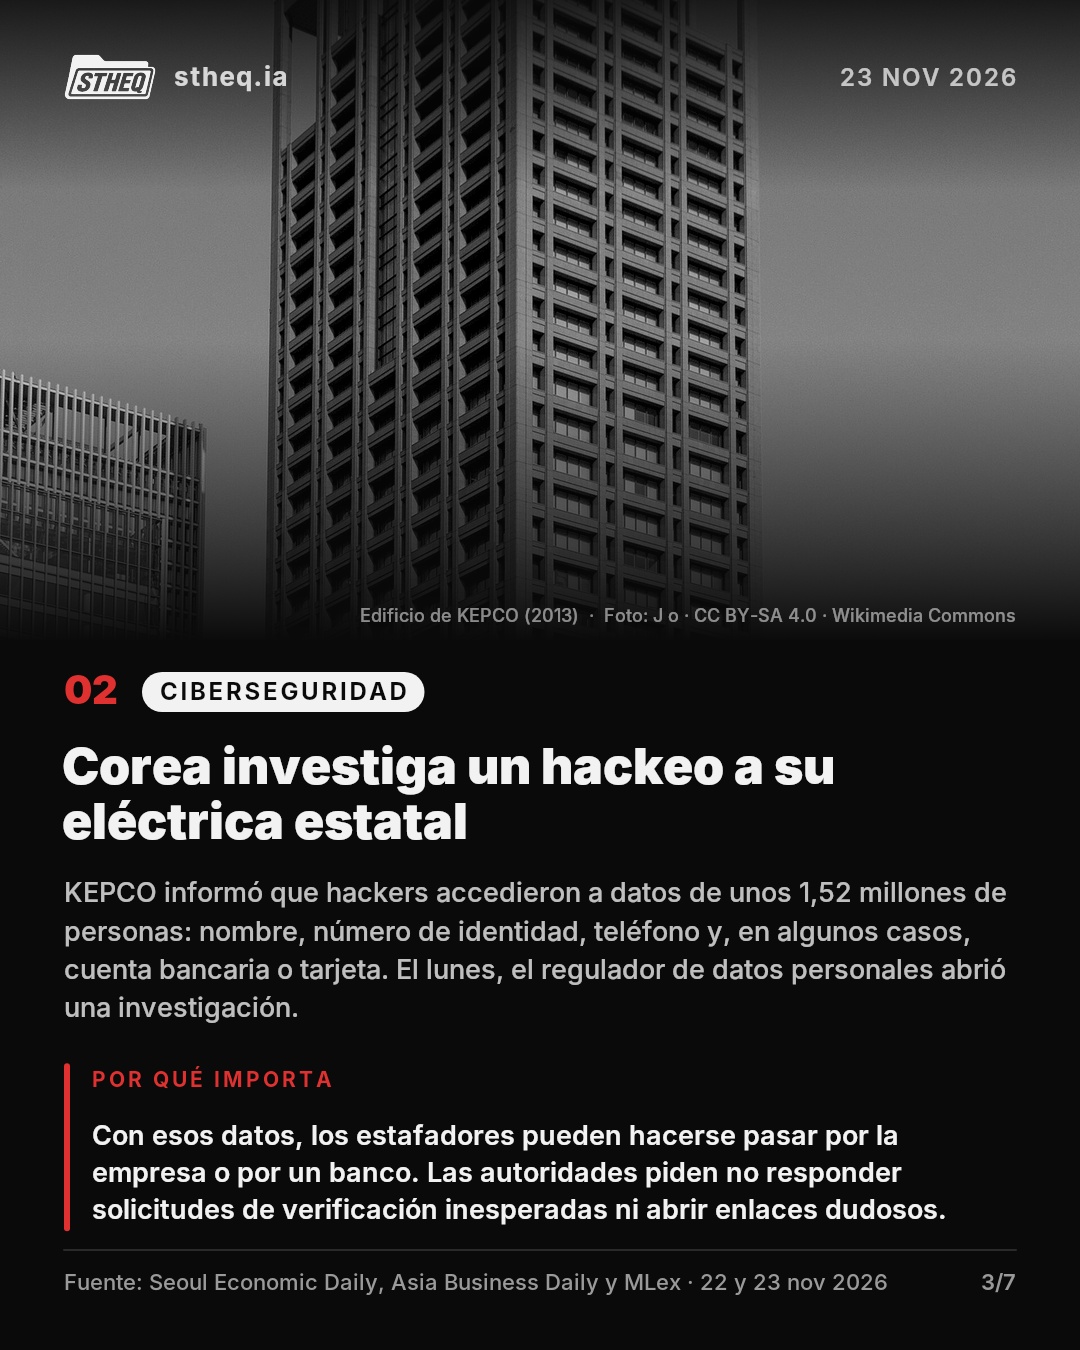 STHEQ stheq.ia 23 NOV 2026
Edificio de KEPCO (2013) · Foto: J o · CC BY-SA 4.0 · Wikimedia Commons
02 CIBERSEGURIDAD
Corea investiga un hackeo a su
eléctrica estatal
KEPCO informó que hackers accedieron a datos de unos 1,52 millones de
personas: nombre, número de identidad, teléfono y, en algunos casos,
cuenta bancaria o tarjeta. El lunes, el regulador de datos personales abrió
una investigación.
POR QUÉ IMPORTA
Con esos datos, los estafadores pueden hacerse pasar por la
empresa o por un banco. Las autoridades piden no responder
solicitudes de verificación inesperadas ni abrir enlaces dudosos.
Fuente: Seoul Economic Daily, Asia Business Daily y MLex · 22 y 23 nov 2026 3/7